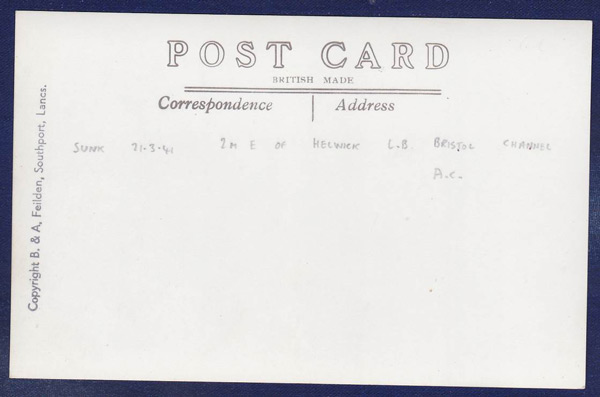 POST CARD
BRITISH MADE
Correspondence Address
SUNK 21-3-41 2M E OF HELWICK L.B. BRISTOL CHANNEL
A.C.
Copyright B. & A. Feilden, Southport, Lancs.